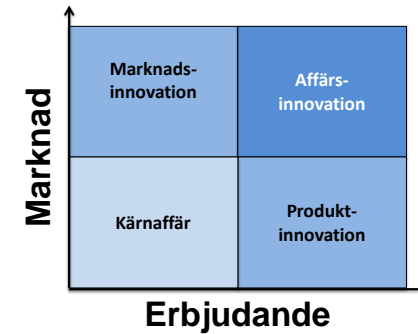 Marknads-
innovation
Affärs-
innovation
Marknad
Kärnaffär
Produkt-
innovation
Erbjudande